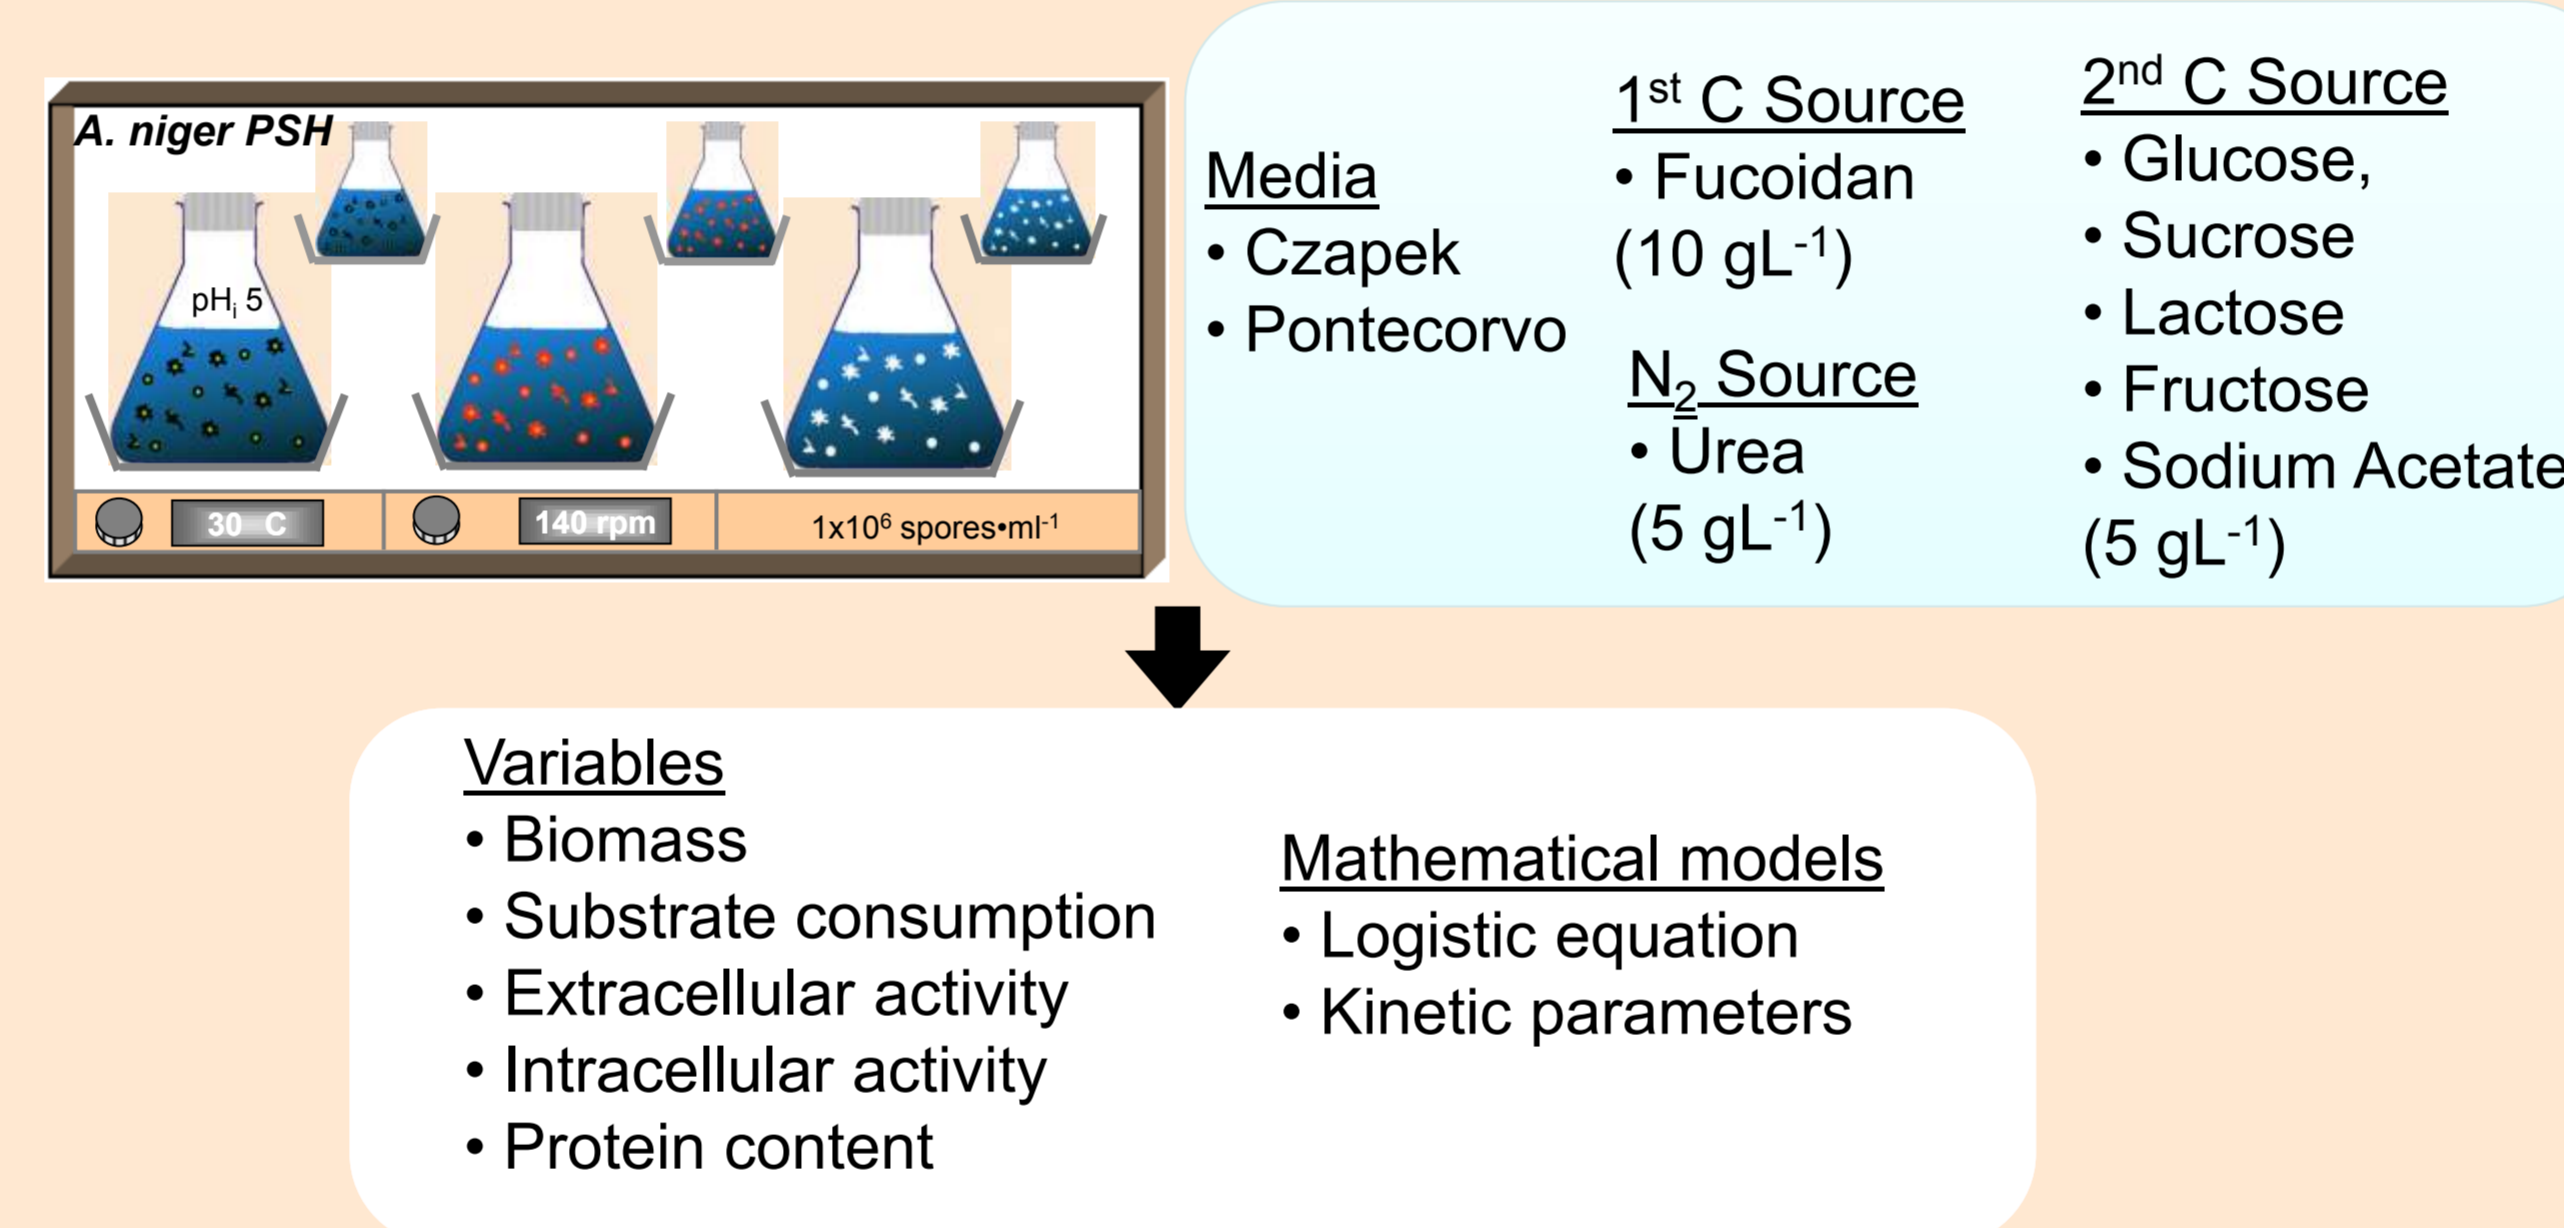 A. niger PSH
pHᵢ 5
30 C
140 rpm
1x10⁶ spores•ml⁻¹
Media
• Czapek
• Pontecorvo
1ˢᵗ C Source
• Fucoidan
(10 gL⁻¹)
N₂ Source
• Urea
(5 gL⁻¹)
2ⁿᵈ C Source
• Glucose,
• Sucrose
• Lactose
• Fructose
• Sodium Acetate
(5 gL⁻¹)
Variables
• Biomass
• Substrate consumption
• Extracellular activity
• Intracellular activity
• Protein content
Mathematical models
• Logistic equation
• Kinetic parameters